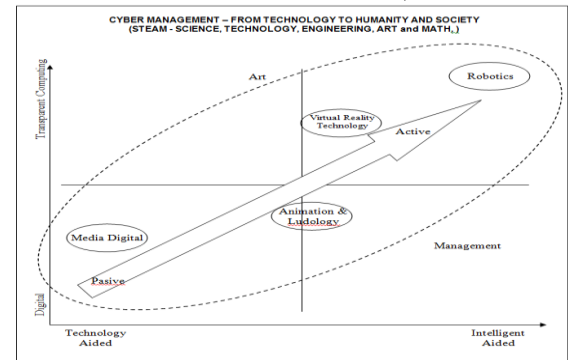 CYBER MANAGEMENT – FROM TECHNOLOGY TO HUMANITY AND SOCIETY
(STEAM - SCIENCE, TECHNOLOGY, ENGINEERING, ART and MATH, )
Transparent Computing
Art
Robotics
Virtual Reality
Technology
Active
Animation &
Ludology
Media Digital
Management
Pasive
Digital
Technology
Aided
Intelligent
Aided